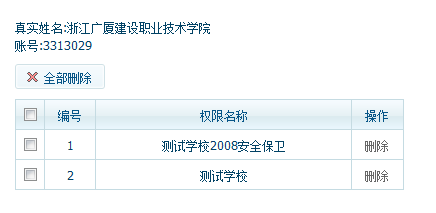 真实姓名:浙江广厦建设职业技术学院
账号:3313029
全部删除
编号 权限名称 操作
1 测试学校2008安全保卫 删除
2 测试学校 删除